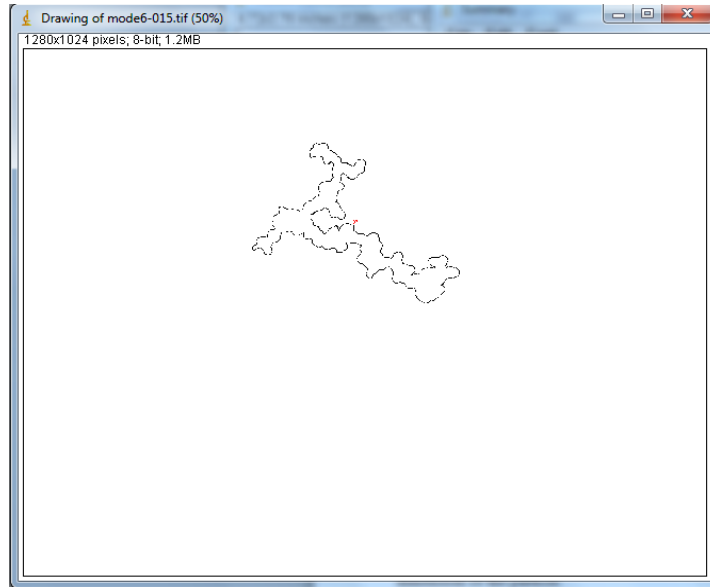 Drawing of mode6-015.tif (50%)
1280x1024 pixels; 8-bit; 1.2MB